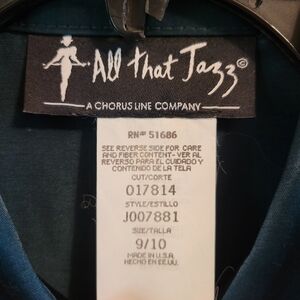 All that Jazz©
A CHORUS LINE COMPANY
RN# 51686
SEE REVERSE SIDE FOR CARE
AND FIBER CONTENT- VER AL
REVERSO PARA EL CUIDADO Y
CONTENIDO DE LA TELA
CUT/CORTE
017814
STYLE/ESTILLO
J007881
SIZE/TALLA
9/10
MADE IN U.S.A.
HECHO EN EE.UU.